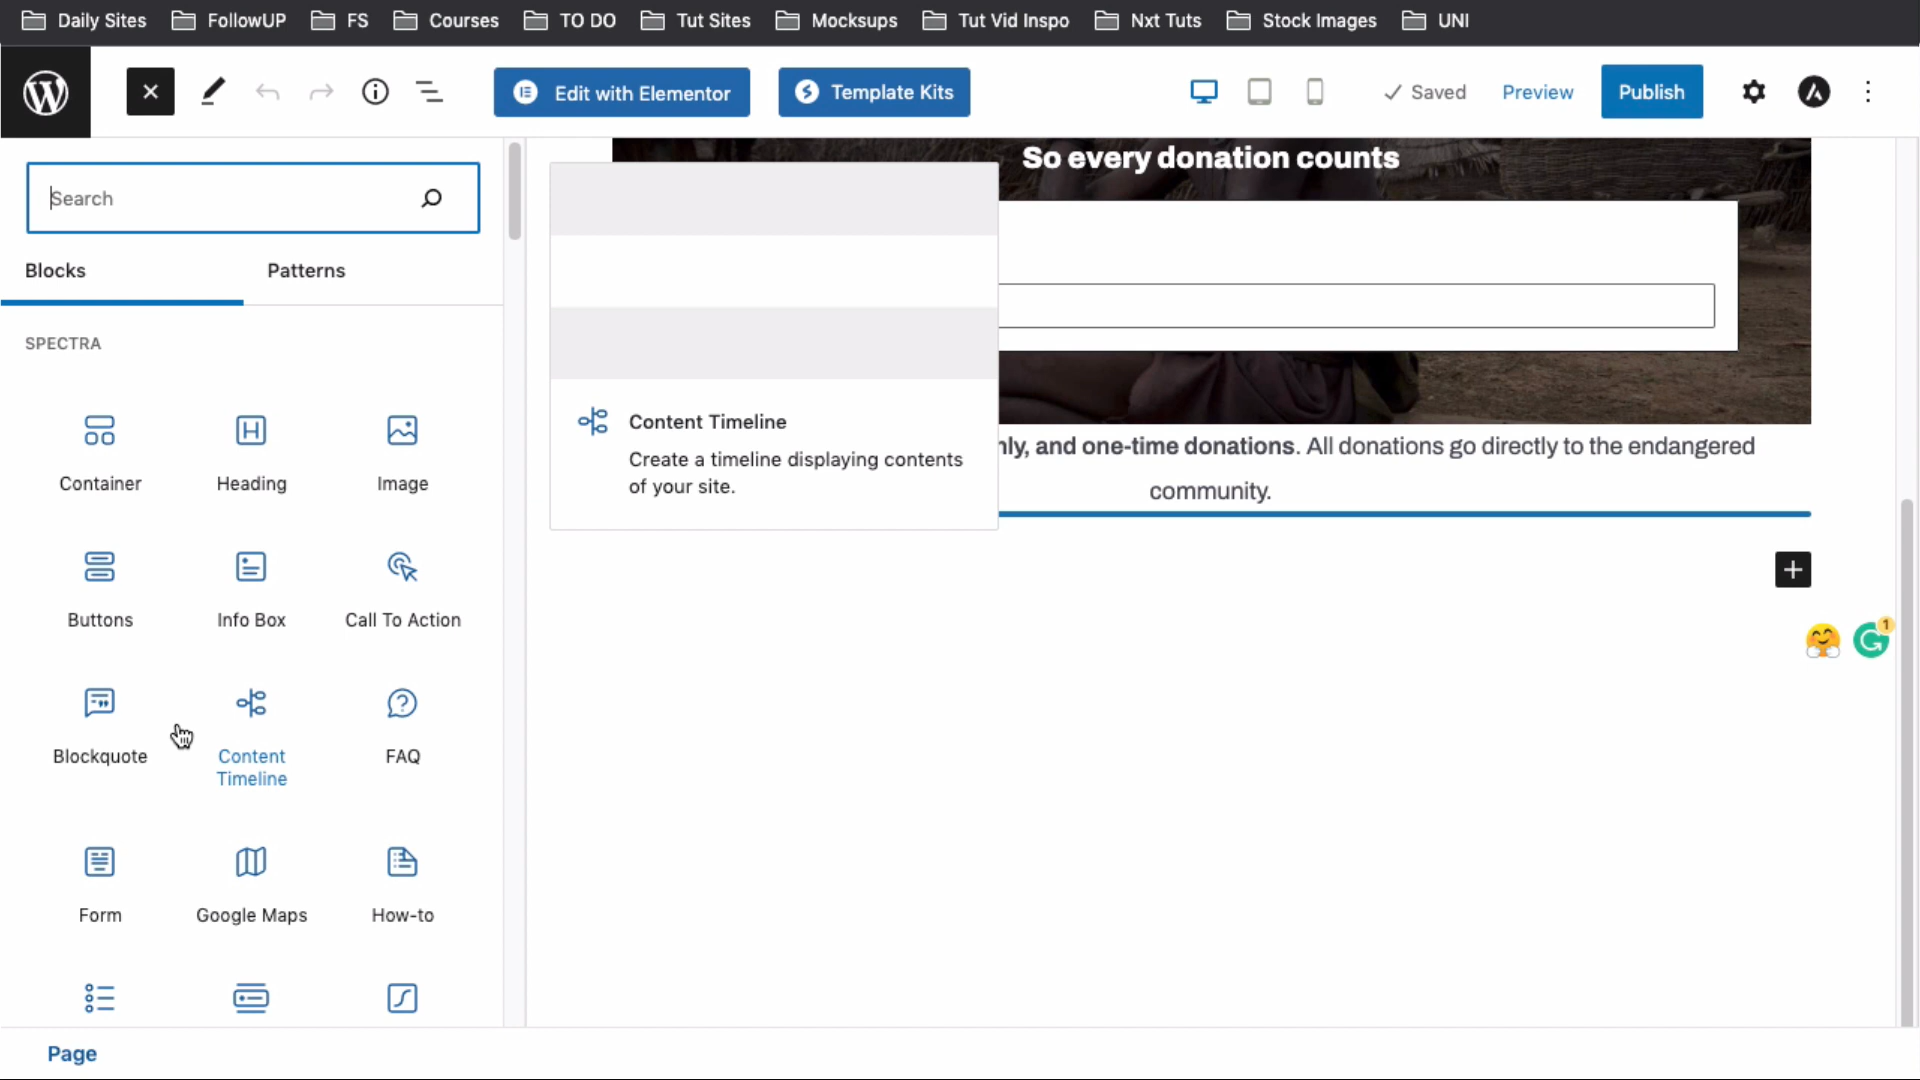 Daily Sites FollowUP FS Courses TO DO Tut Sites Mocksups Tut Vid Inspo Nxt Tuts Stock Images UNI
Edit with Elementor Template Kits Saved Preview Publish
Search
Blocks Patterns
SPECTRA
Container Heading Image
Buttons Info Box Call To Action
Blockquote Content
Timeline FAQ
Form Google Maps How-to
Content Timeline
Create a timeline displaying contents
of your site.
So every donation counts
and one-time donations. All donations go directly to the endangered
community.
1
Page